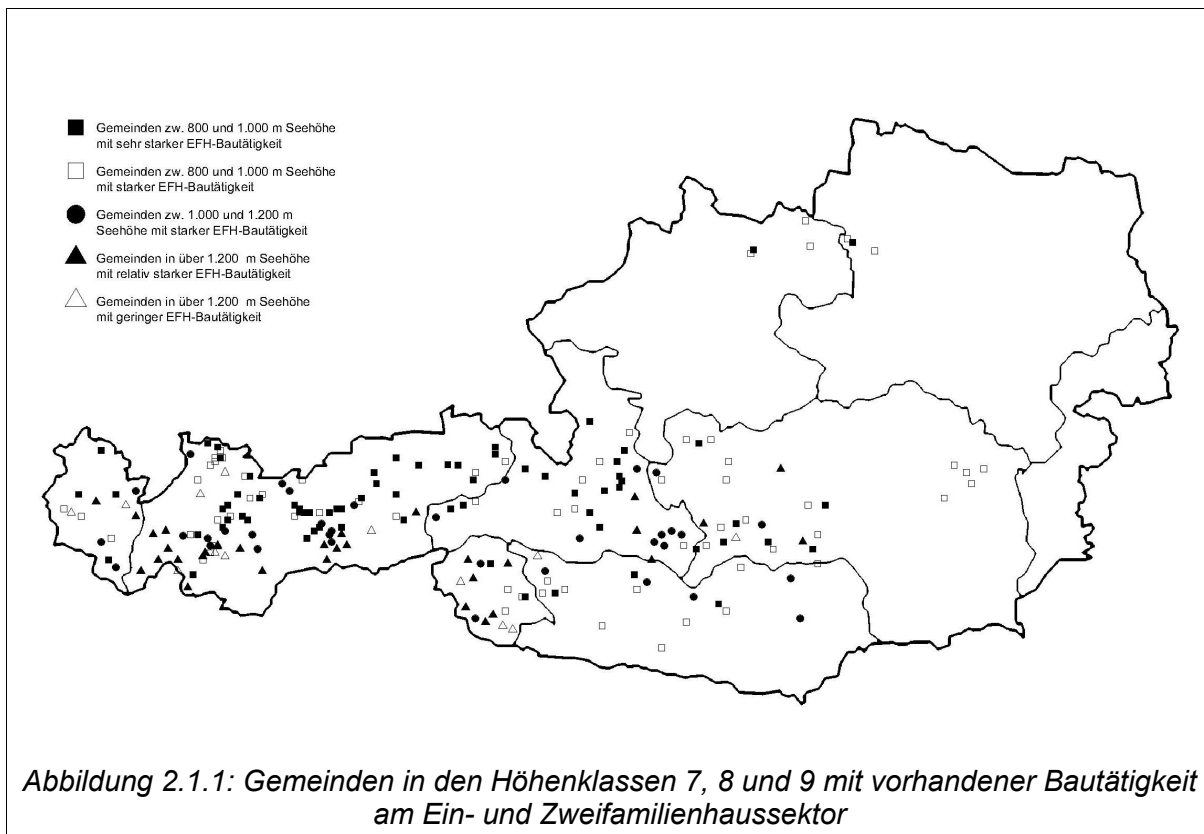 Gemeinden zw. 800 und 1.000 m Seehöhe
mit sehr starker EFH-Bautätigkeit
Gemeinden zw. 800 und 1.000 m Seehöhe
mit starker EFH-Bautätigkeit
Gemeinden zw. 1.000 und 1.200 m
Seehöhe mit starker EFH-Bautätigkeit
Gemeinden in über 1.200 m Seehöhe
mit relativ starker EFH-Bautätigkeit
Gemeinden in über 1.200 m Seehöhe
mit geringer EFH-Bautätigkeit
Abbildung 2.1.1: Gemeinden in den Höhenklassen 7, 8 und 9 mit vorhandener Bautätigkeit
am Ein- und Zweifamilienhaussektor